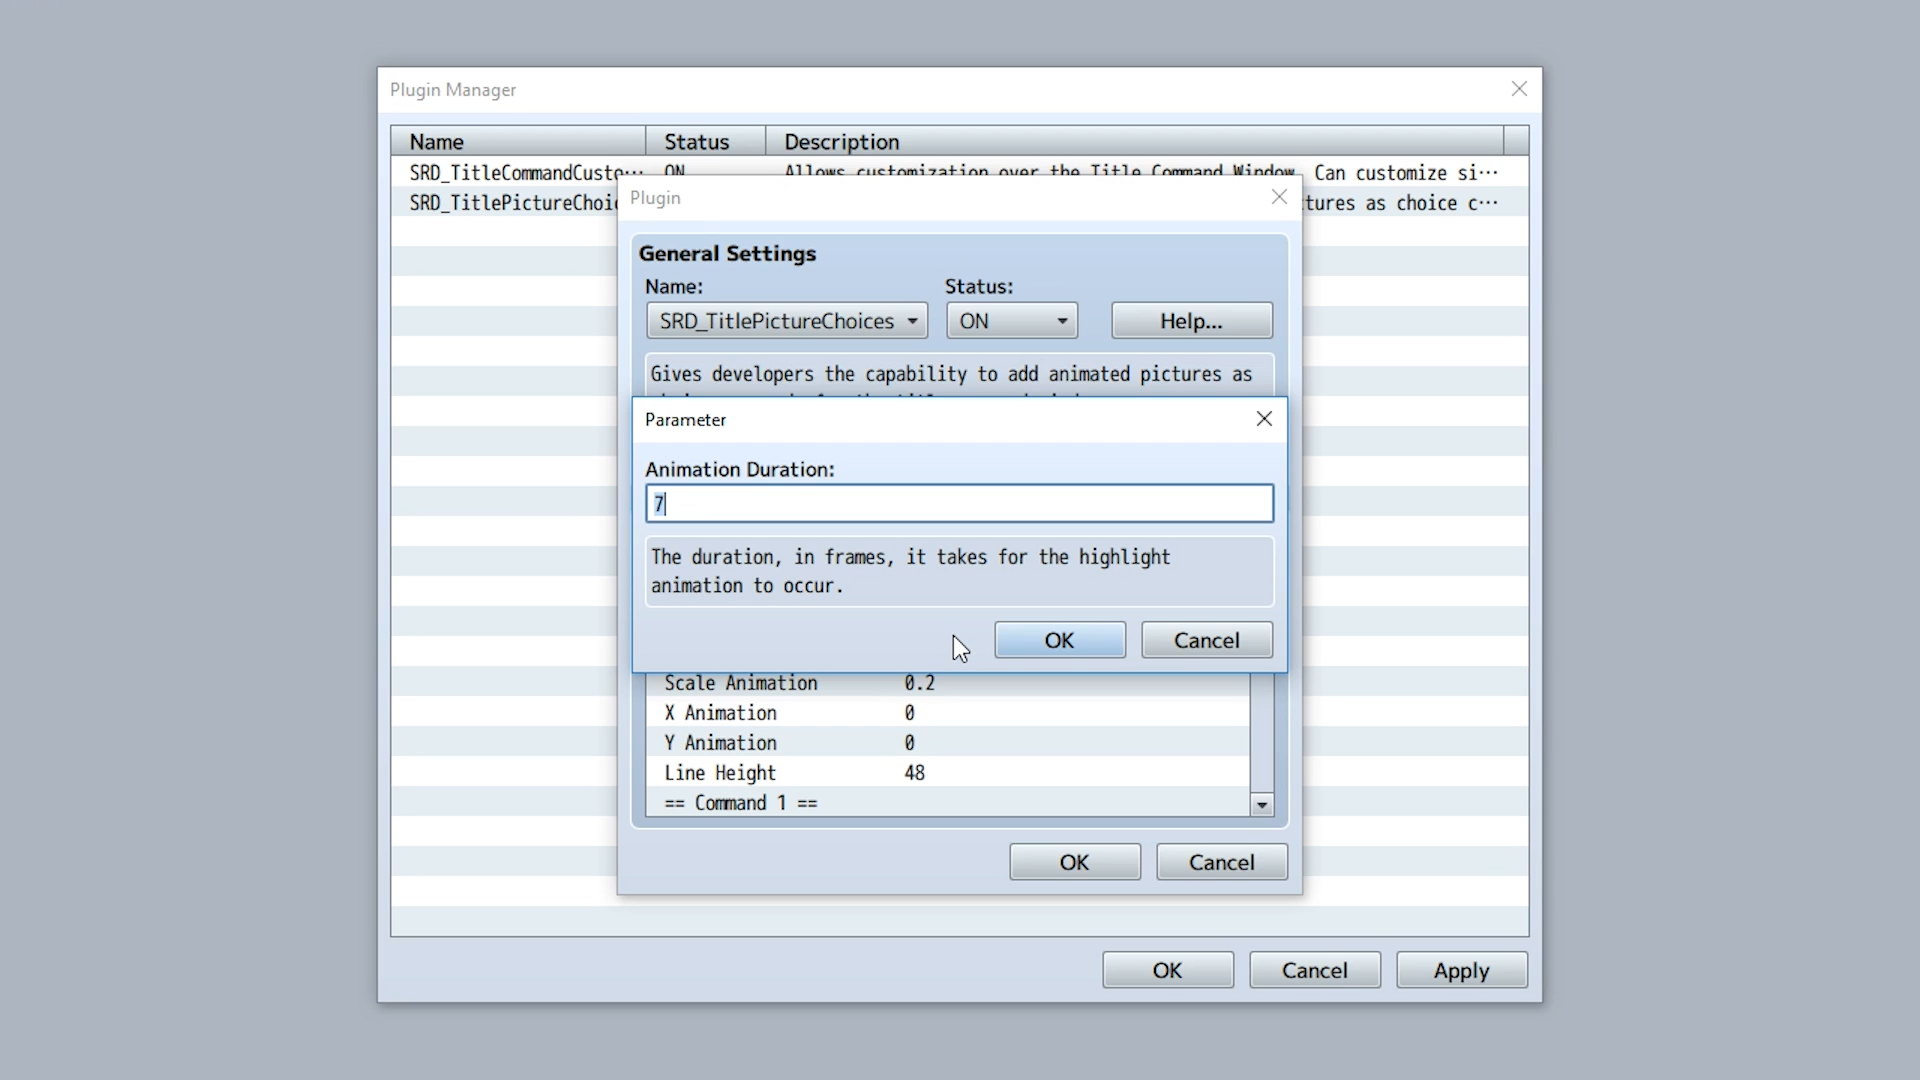 Plugin Manager
Name Status Description
SRD_TitleCommandCusto··· ON Allows customization over the Title Command Window. Can customize si···
SRD_TitlePictureChoic tures as choice c···
Plugin
General Settings
Name: Status:
SRD_TitlePictureChoices ON Help...
Gives developers the capability to add animated pictures as
Parameter
Animation Duration:
7
The duration, in frames, it takes for the highlight
animation to occur.
OK Cancel
Scale Animation 0.2
X Animation 0
Y Animation 0
Line Height 48
== Command 1 ==
OK Cancel
OK Cancel Apply